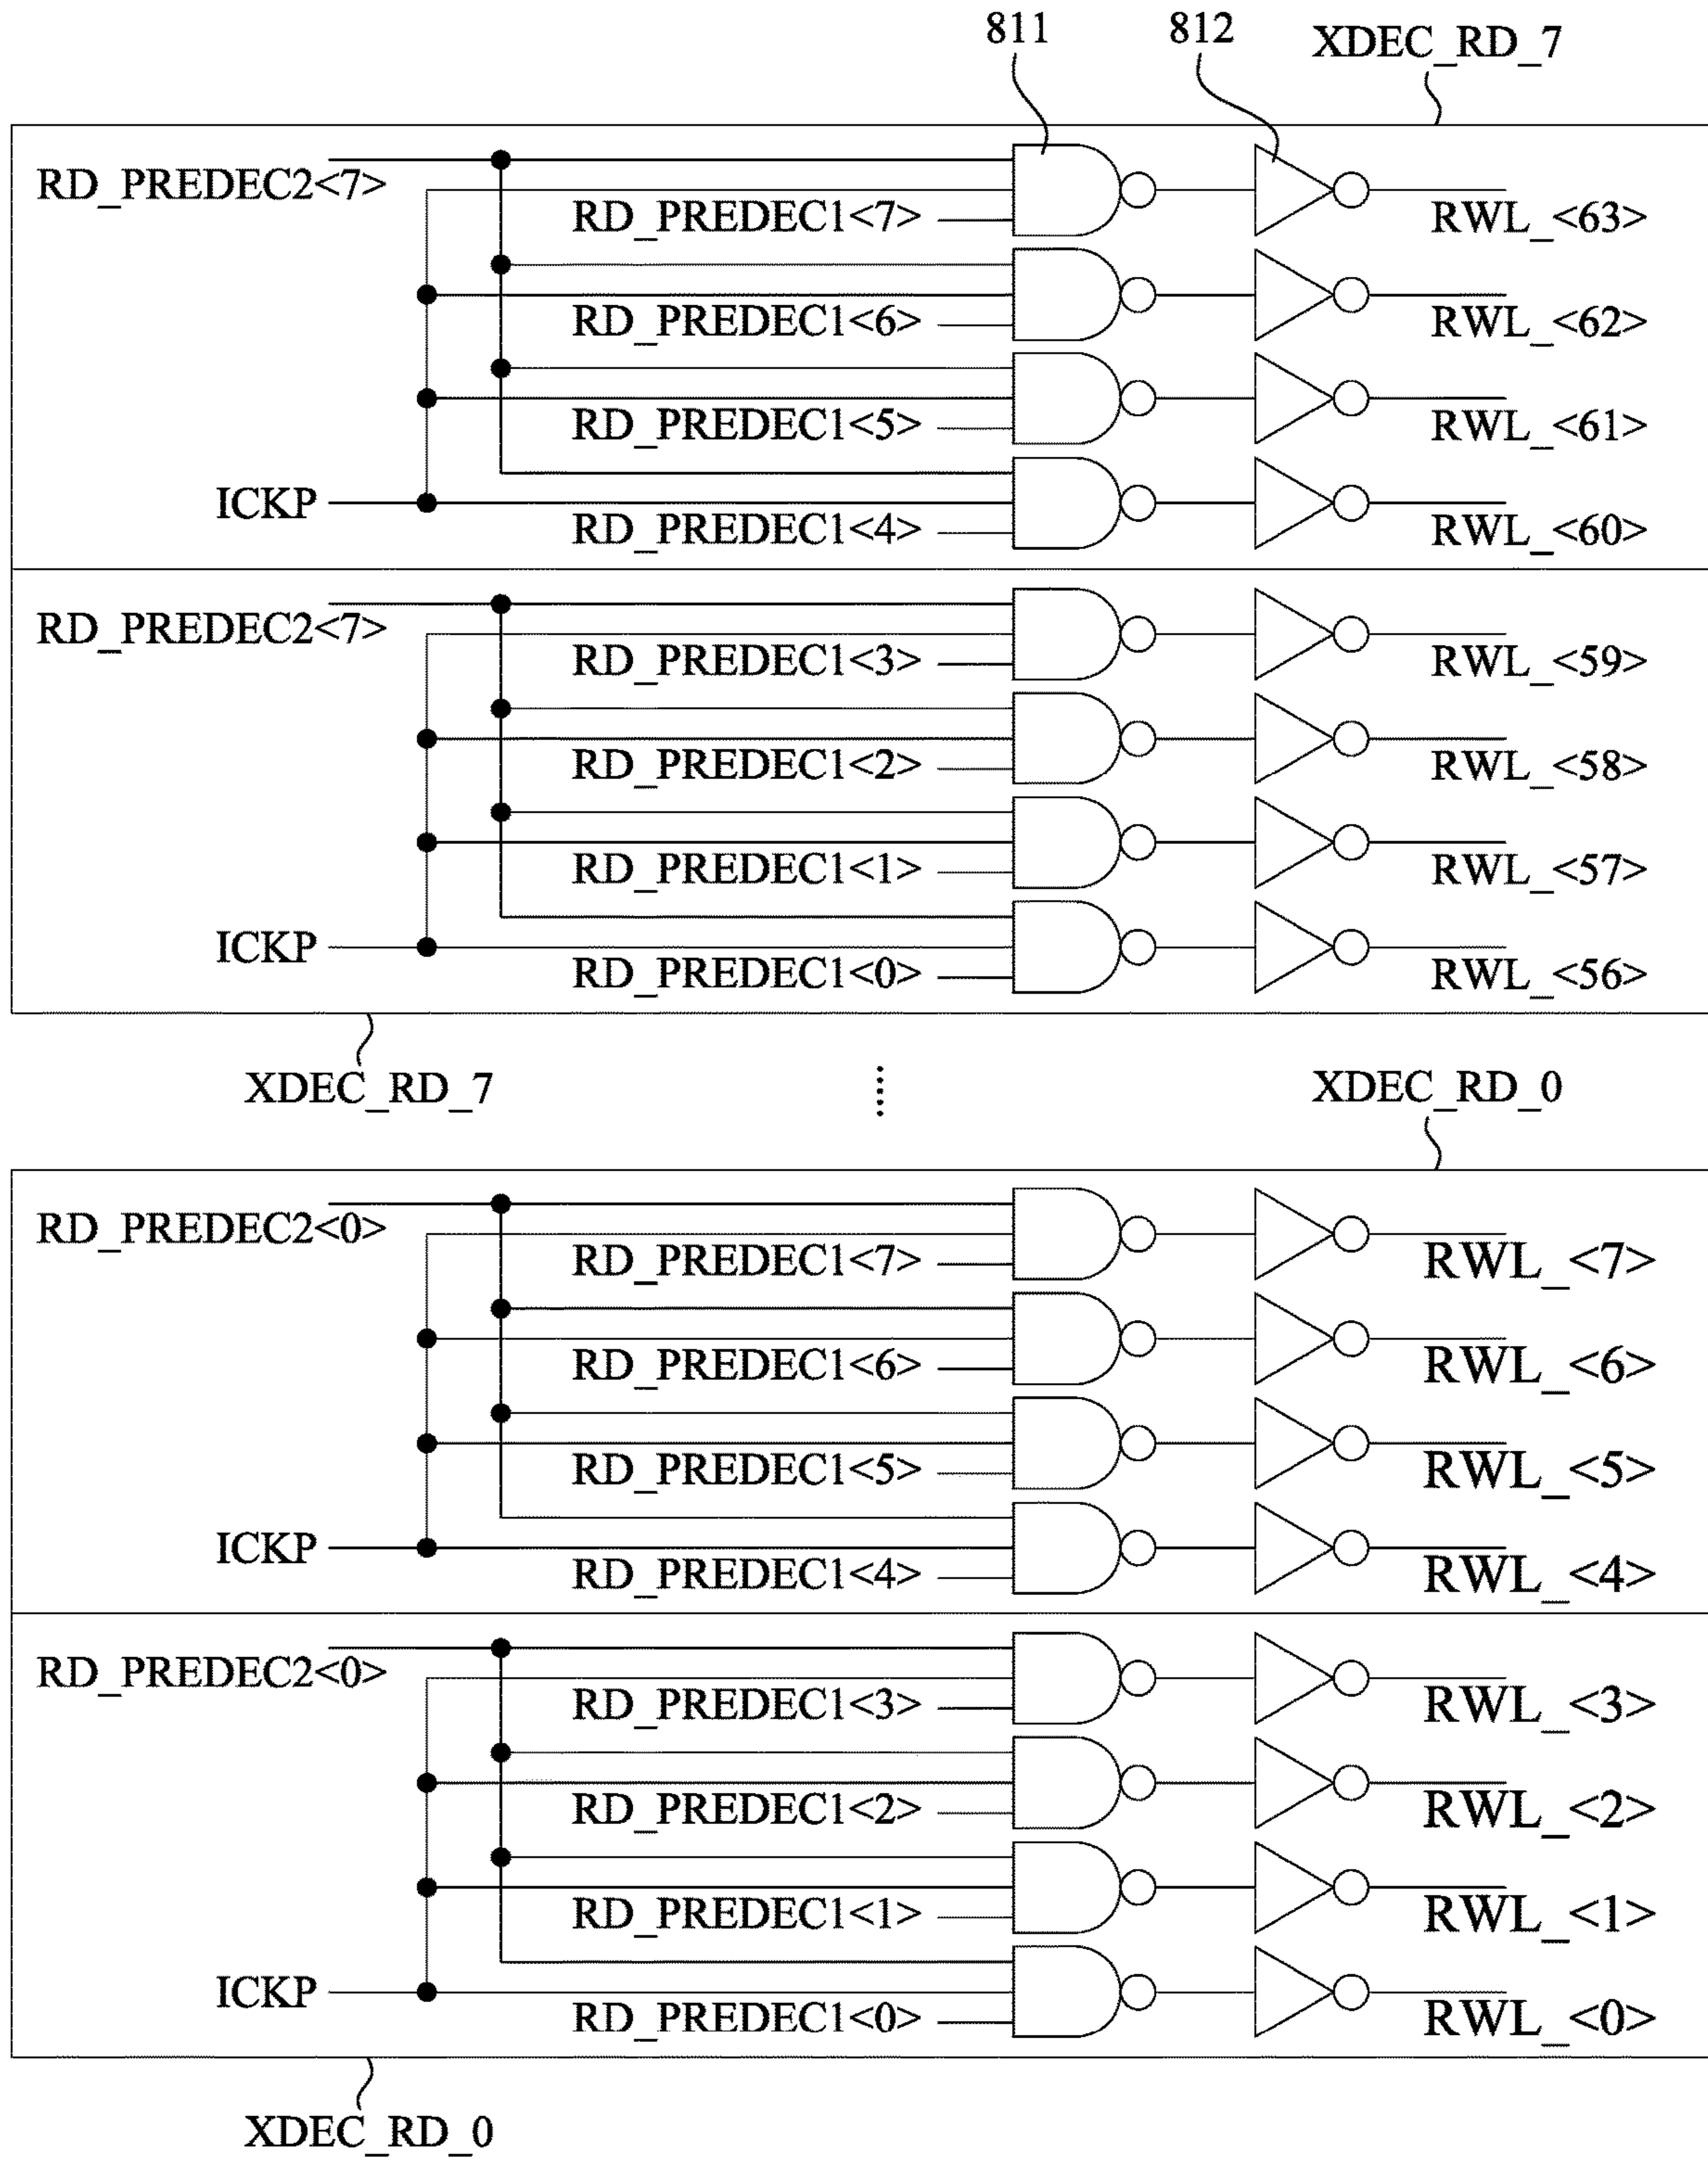 811 812 XDEC_RD_7
RD_PREDEC2<7>
RD_PREDEC1<7> RWL_<63>
RD_PREDEC1<6> RWL_<62>
RD_PREDEC1<5> RWL_<61>
ICKP
RD_PREDEC1<4> RWL_<60>
RD_PREDEC2<7>
RD_PREDEC1<3> RWL_<59>
RD_PREDEC1<2> RWL_<58>
RD_PREDEC1<1> RWL_<57>
ICKP
RD_PREDEC1<0> RWL_<56>
XDEC_RD_7 XDEC_RD_0
RD_PREDEC2<0>
RD_PREDEC1<7> RWL_<7>
RD_PREDEC1<6> RWL_<6>
RD_PREDEC1<5> RWL_<5>
ICKP
RD_PREDEC1<4> RWL_<4>
RD_PREDEC2<0>
RD_PREDEC1<3> RWL_<3>
RD_PREDEC1<2> RWL_<2>
RD_PREDEC1<1> RWL_<1>
ICKP
RD_PREDEC1<0> RWL_<0>
XDEC_RD_0